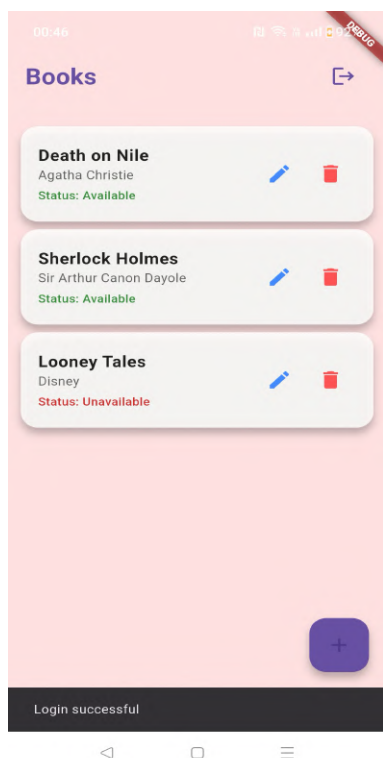 00:46
DEBUG
Books
Death on Nile
Agatha Christie
Status: Available
Sherlock Holmes
Sir Arthur Canon Dayole
Status: Available
Looney Tales
Disney
Status: Unavailable
+
Login successful